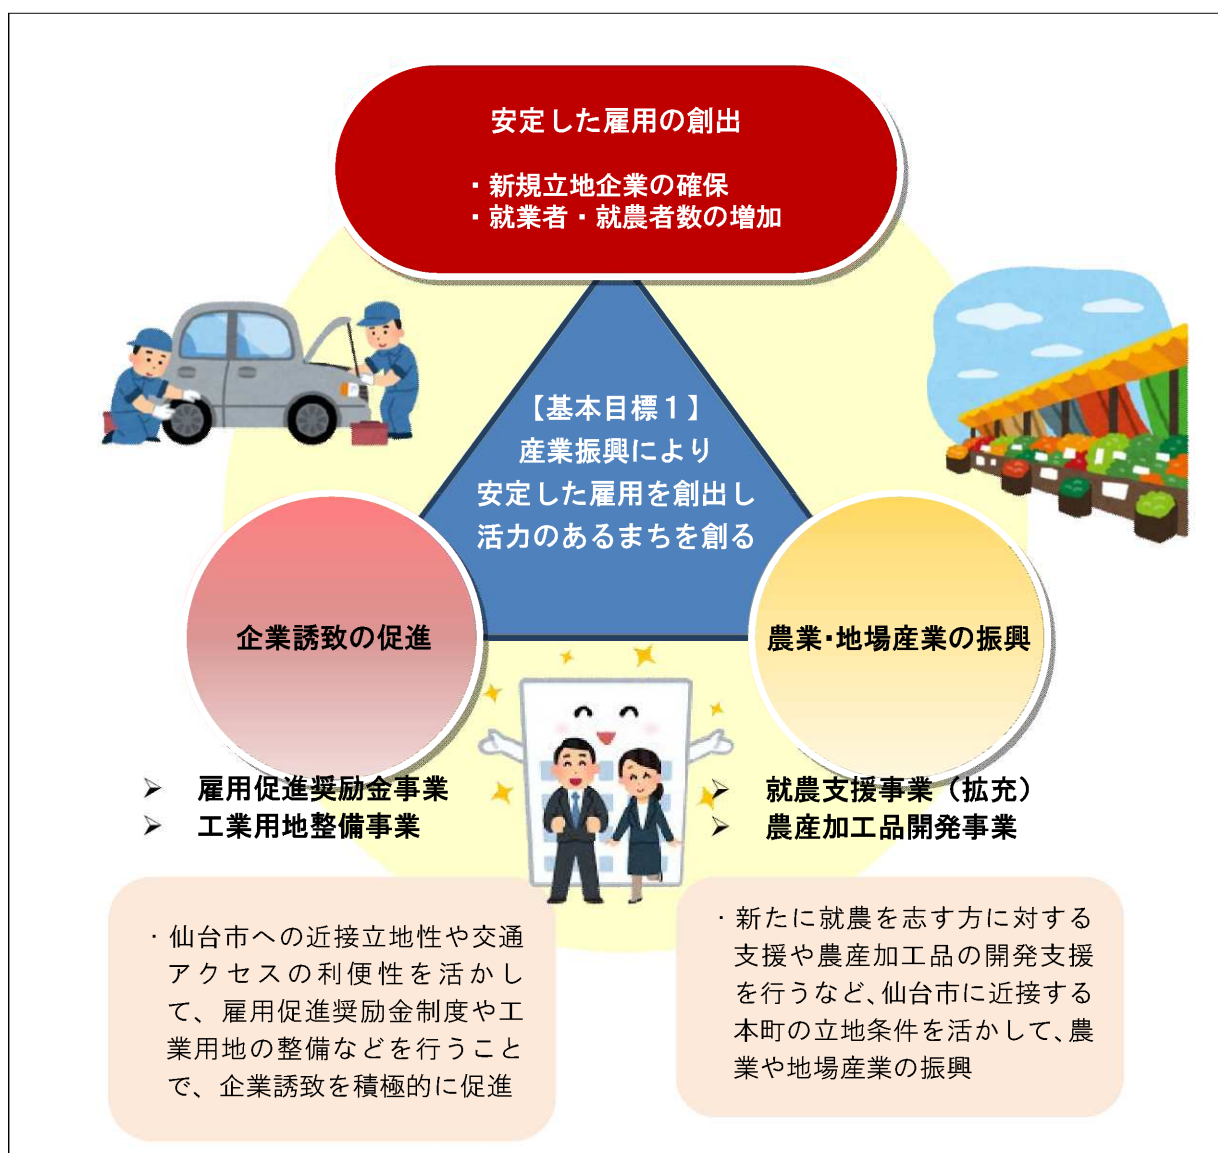 安定した雇用の創出
・新規立地企業の確保
・就業者・就農者数の増加
【基本目標１】
産業振興により
安定した雇用を創出し
活力のあるまちを創る
企業誘致の促進
農業・地場産業の振興
➢ 雇用促進奨励金事業
➢ 工業用地整備事業
➢ 就農支援事業（拡充）
➢ 農産加工品開発事業
・仙台市への近接立地性や交通
アクセスの利便性を活かし
て、雇用促進奨励金制度や工
業用地の整備などを行うこと
で、企業誘致を積極的に促進
・新たに就農を志す方に対する
支援や農産加工品の開発支援
を行うなど、仙台市に近接する
本町の立地条件を活かして、農
業や地場産業の振興